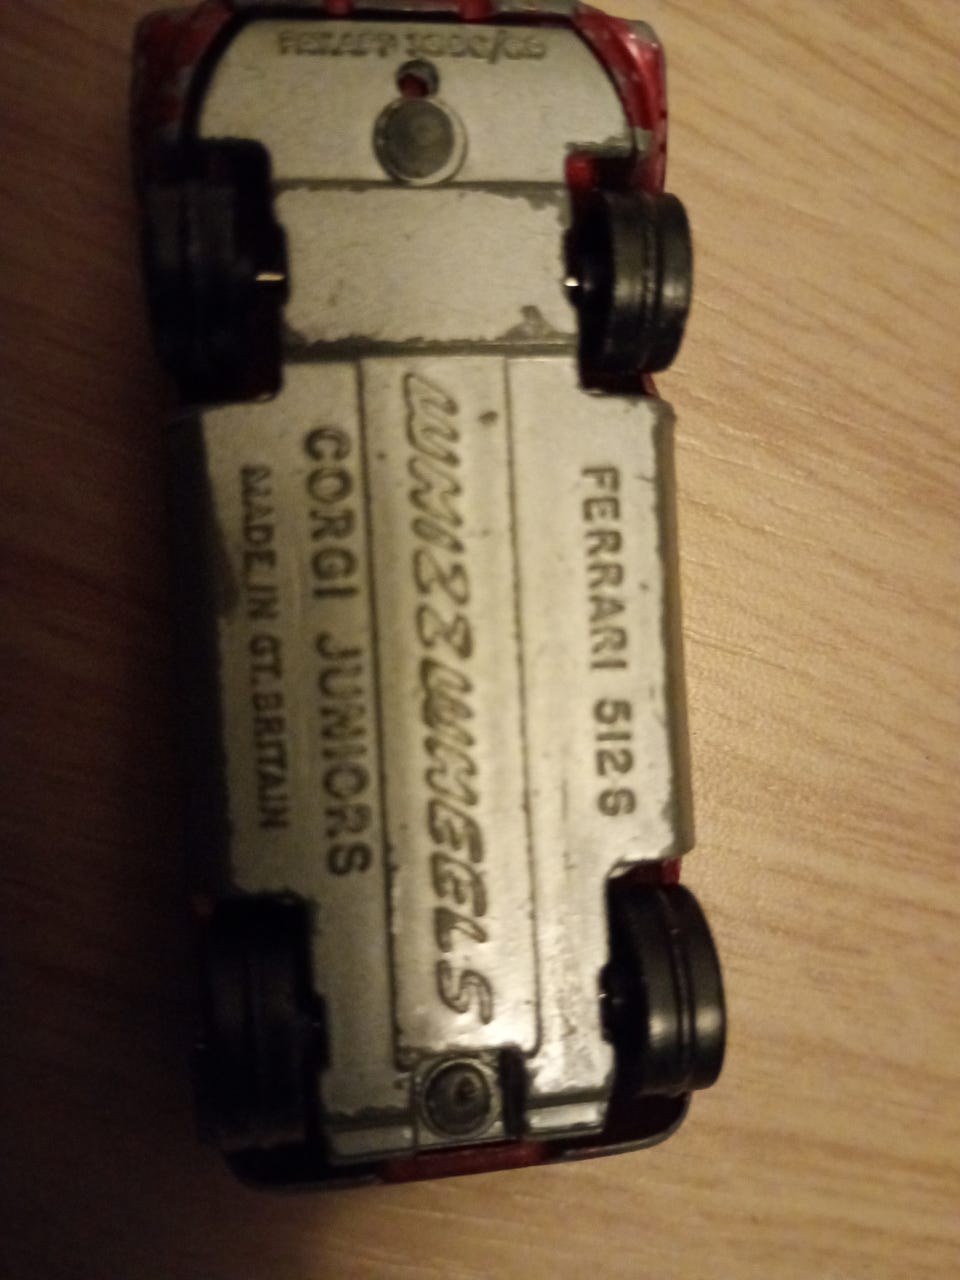 FERRARI 512S
WHIZZWHEELS
CORGI JUNIORS
MADE IN GT. BRITAIN